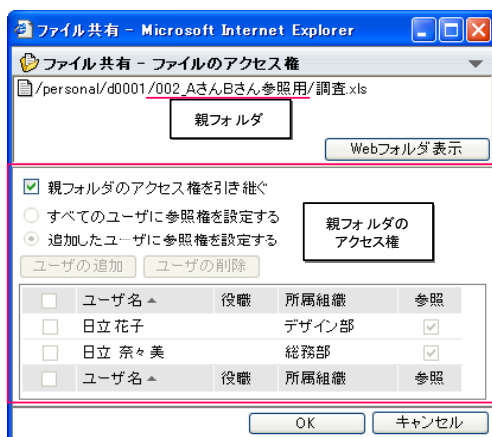 ファイル共有 - Microsoft Internet Explorer
ファイル共有 - ファイルのアクセス権
/personal/d0001/002_AさんBさん参照用/調査.xls
親フォルダ
Webフォルダ表示
親フォルダのアクセス権を引き継ぐ
すべてのユーザに参照権を設定する
追加したユーザに参照権を設定する
親フォルダの
アクセス権
ユーザの追加 ユーザの削除
ユーザ名▲ 役職 所属組織 参照
日立花子 デザイン部
日立 奈々美 総務部
ユーザ名▲ 役職 所属組織 参照
OK キャンセル